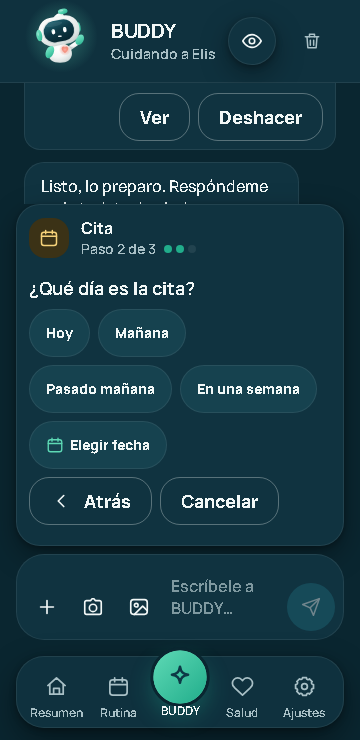 BUDDY
Cuidando a Elis
Ver
Deshacer
Listo, lo preparo. Respóndeme
Cita
Paso 2 de 3
¿Qué día es la cita?
Hoy
Mañana
Pasado mañana
En una semana
Elegir fecha
Atrás
Cancelar
Escríbele a
BUDDY...
Resumen
Rutina
BUDDY
Salud
Ajustes